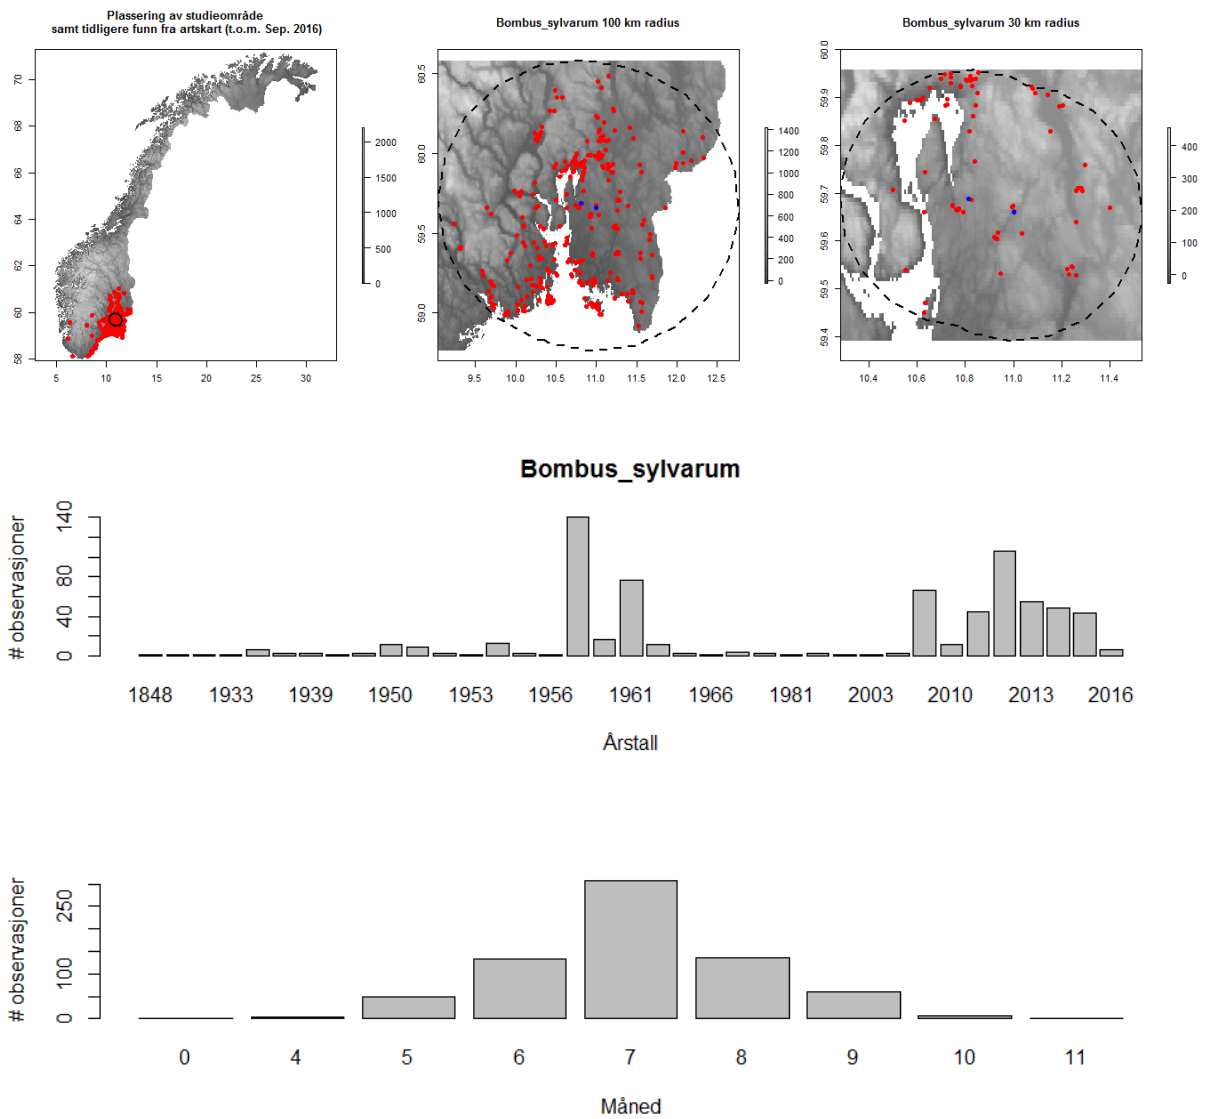 Plassering av studieområde
samt tidligere funn fra artskart (t.o.m. Sep. 2016)
58 60 62 64 66 68 70
5 10 15 20 25 30
0 500 1000 1500 2000
Bombus_sylvarum 100 km radius
59.0 59.5 60.0 60.5
9.5 10.0 10.5 11.0 11.5 12.0 12.5
0 200 400 600 800 1000 1200 1400
Bombus_sylvarum 30 km radius
59.4 59.5 59.6 59.7 59.8 59.9 60.0
10.4 10.6 10.8 11.0 11.2 11.4
0 100 200 300 400
Bombus_sylvarum
# observasjoner
0 40 80 140
1848 1933 1939 1950 1953 1956 1961 1966 1981 2003 2010 2013 2016
Årstall
# observasjoner
0 100 250
0 4 5 6 7 8 9 10 11
Måned